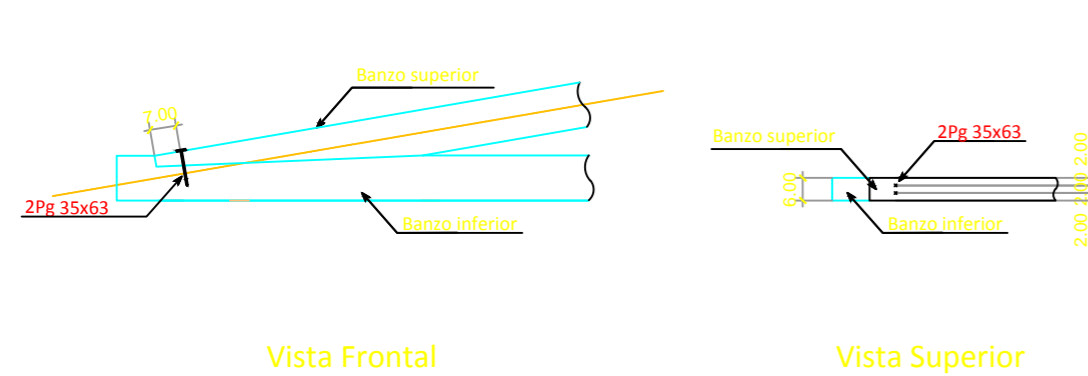 Banzo superior
7.00
2Pg 35x63
Banzo inferior
Vista Frontal
Banzo superior
2Pg 35x63
6.00
2.00
2.00
2.00
Banzo inferior
Vista Superior